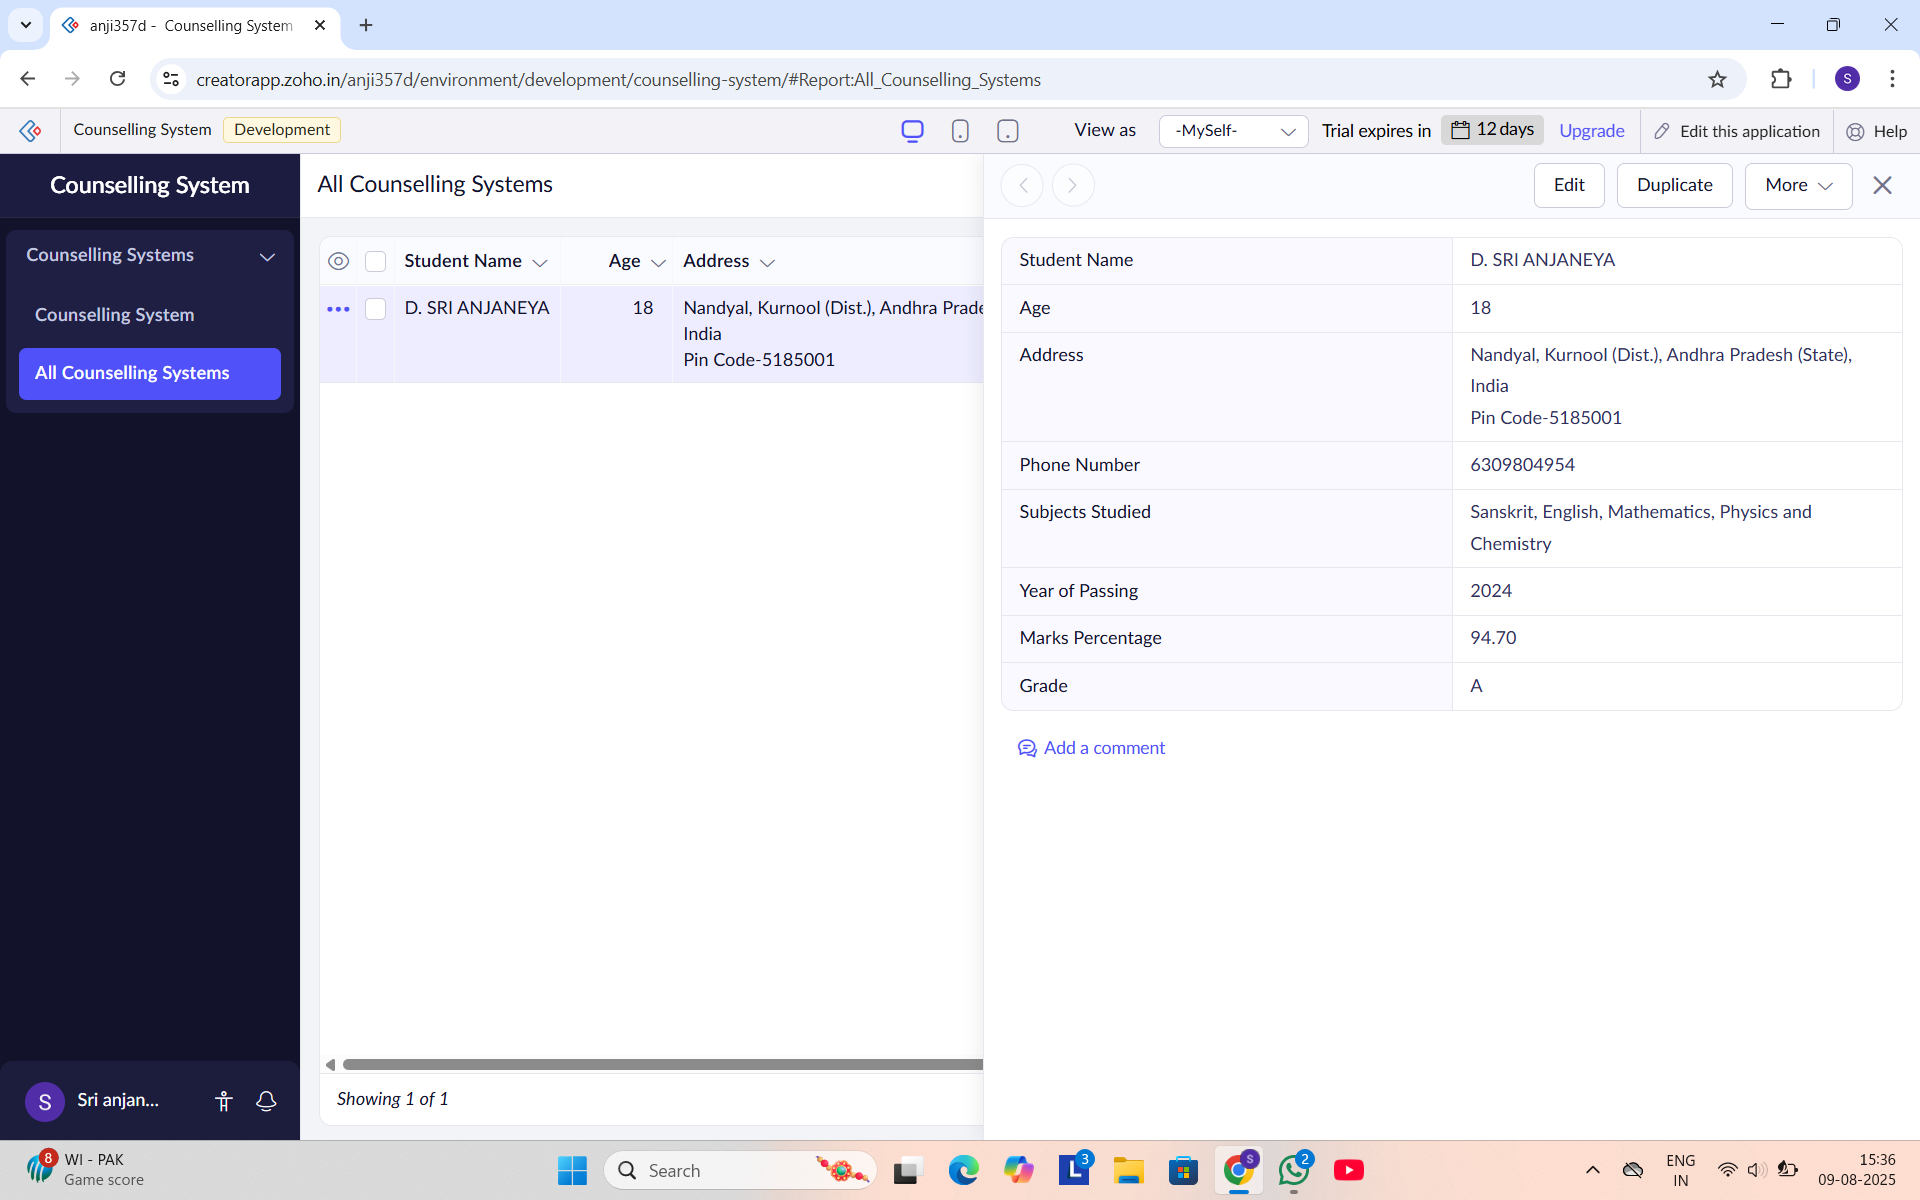 anji357d - Counselling System
creatorapp.zoho.in/anji357d/environment/development/counselling-system/#Report:All_Counselling_Systems
S
Counselling System
Development
View as
-MySelf-
Trial expires in
12 days
Upgrade
Edit this application
Help
Counselling System
Counselling Systems
Counselling System
All Counselling Systems
All Counselling Systems
Student Name
Age
Address
D. SRI ANJANEYA
18
Nandyal, Kurnool (Dist.), Andhra Prade
India
Pin Code-5185001
Showing 1 of 1
Edit
Duplicate
More
Student Name
D. SRI ANJANEYA
Age
18
Address
Nandyal, Kurnool (Dist.), Andhra Pradesh (State),
India
Pin Code-5185001
Phone Number
6309804954
Subjects Studied
Sanskrit, English, Mathematics, Physics and
Chemistry
Year of Passing
2024
Marks Percentage
94.70
Grade
A
Add a comment
S
Sri anjan...
8
WI - PAK
Game score
Search
L
3
S
2
ENG
IN
15:36
09-08-2025